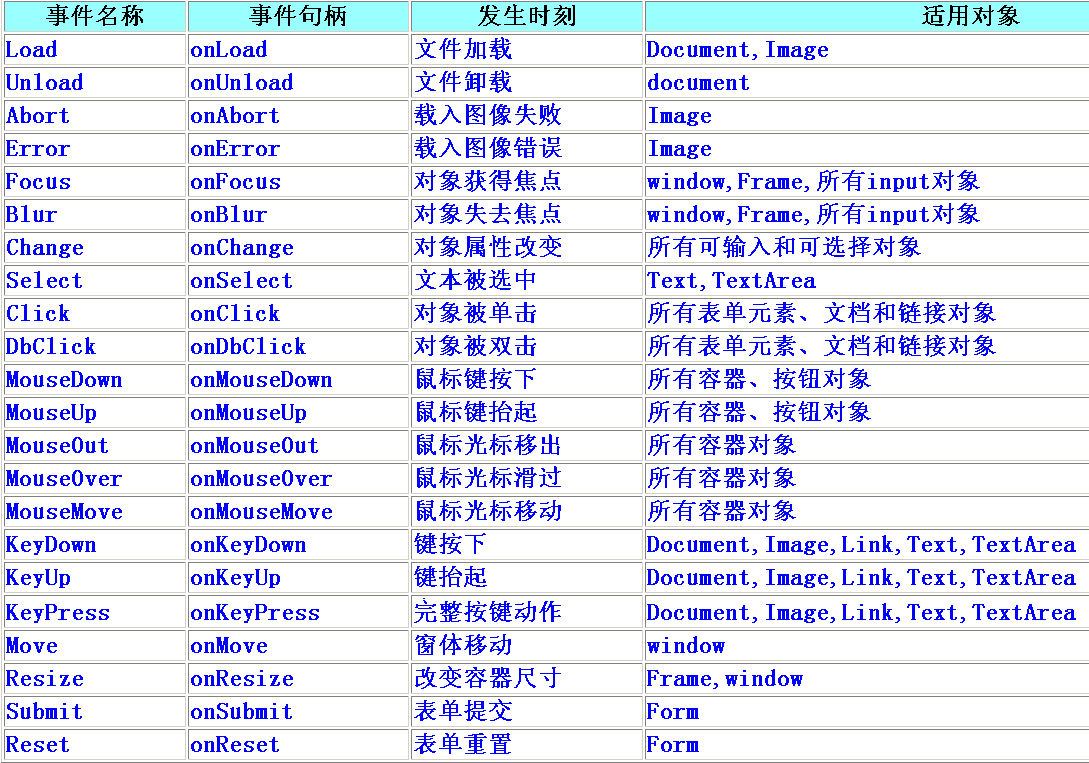 事件名称 事件句柄 发生时刻 适用对象
Load onLoad 文件加载 Document,Image
Unload onUnload 文件卸载 document
Abort onAbort 载入图像失败 Image
Error onError 载入图像错误 Image
Focus onFocus 对象获得焦点 window,Frame,所有input对象
Blur onBlur 对象失去焦点 window,Frame,所有input对象
Change onChange 对象属性改变 所有可输入和可选择对象
Select onSelect 文本被选中 Text,TextArea
Click onClick 对象被单击 所有表单元素、文档和链接对象
DbClick onDbClick 对象被双击 所有表单元素、文档和链接对象
MouseDown onMouseDown 鼠标键按下 所有容器、按钮对象
MouseUp onMouseUp 鼠标键抬起 所有容器、按钮对象
MouseOut onMouseOut 鼠标光标移出 所有容器对象
MouseOver onMouseOver 鼠标光标滑过 所有容器对象
MouseMove onMouseMove 鼠标光标移动 所有容器对象
KeyDown onKeyDown 键按下 Document,Image,Link,Text,TextArea
KeyUp onKeyUp 键抬起 Document,Image,Link,Text,TextArea
KeyPress onKeyPress 完整按键动作 Document,Image,Link,Text,TextArea
Move onMove 窗体移动 window
Resize onResize 改变容器尺寸 Frame,window
Submit onSubmit 表单提交 Form
Reset onReset 表单重置 Form